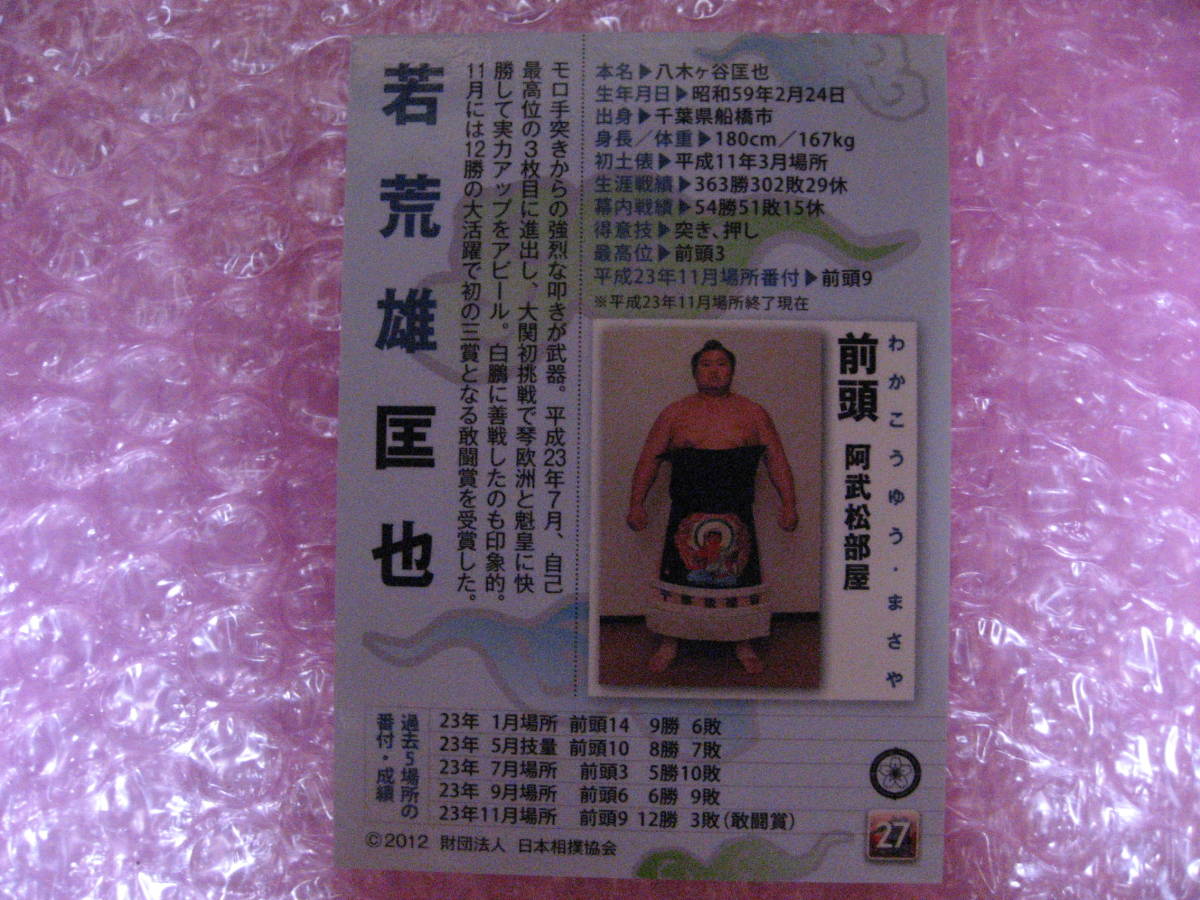 若荒雄匡也
モロ手突きからの強烈な叩きが武器。平成23年7月、自己
最高位の3枚目に進出し、大関初挑戦で琴欧洲と魁皇に快
勝して実力アップをアピール。白鵬に善戦したのも印象的。
11月には12勝の大活躍で初の三賞となる敢闘賞を受賞した。
本名▶八木ヶ谷匡也
生年月日▶昭和59年2月24日
出身▶千葉県船橋市
身長／体重▶180cm／167kg
初土俵▶平成11年3月場所
生涯戦績▶363勝302敗29休
幕内戦績▶54勝51敗15休
得意技▶突き、押し
最高位▶前頭3
平成23年11月場所番付▶前頭9
※平成23年11月場所終了現在
わかこうゆう・まさや
前頭 阿武松部屋
過去5場所の
番付・成績
23年 1月場所 前頭14 9勝 6敗
23年 5月技量 前頭10 8勝 7敗
23年 7月場所 前頭3 5勝10敗
23年 9月場所 前頭6 6勝 9敗
23年11月場所 前頭9 12勝 3敗（敢闘賞）
©2012 財団法人 日本相撲協会
27